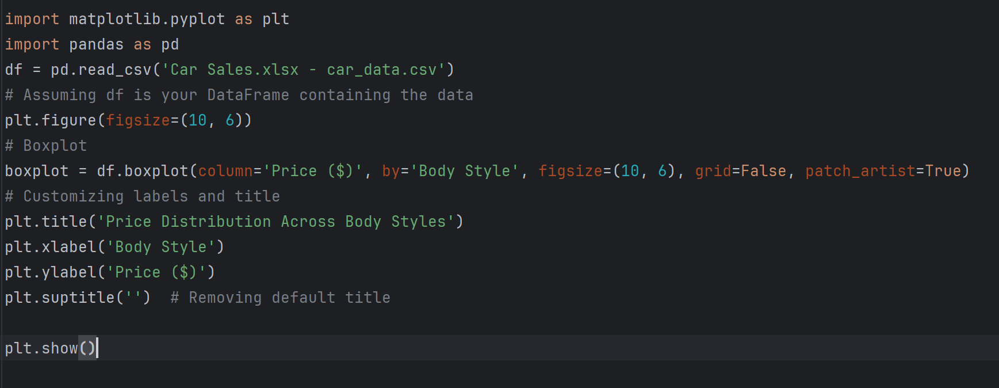 import matplotlib.pyplot as plt
import pandas as pd
df = pd.read_csv('Car Sales.xlsx - car_data.csv')
# Assuming df is your DataFrame containing the data
plt.figure(figsize=(10, 6))
# Boxplot
boxplot = df.boxplot(column='Price ($)', by='Body Style', figsize=(10, 6), grid=False, patch_artist=True)
# Customizing labels and title
plt.title('Price Distribution Across Body Styles')
plt.xlabel('Body Style')
plt.ylabel('Price ($)')
plt.suptitle('')  # Removing default title
plt.show()